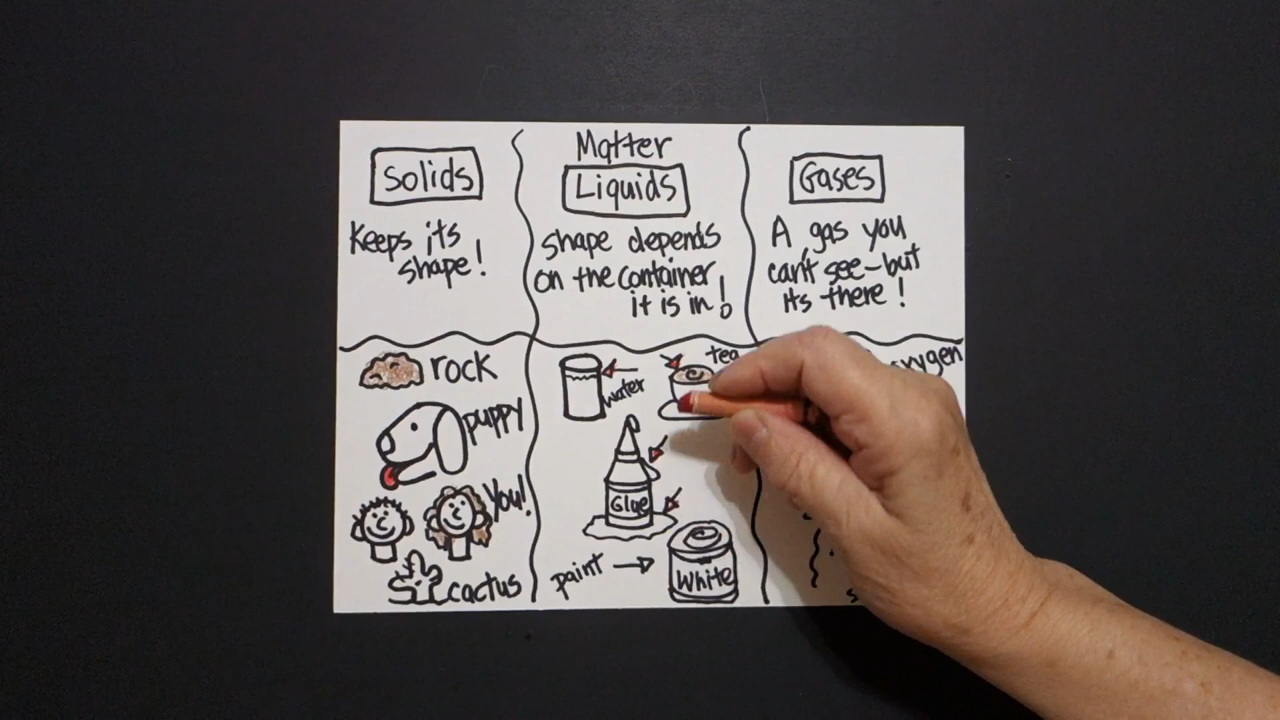 Matter
Solids
Keeps its
shape!
Liquids
shape depends
on the container
it is in!
Gases
A gas you
can't see-but
its there!
rock
puppy
You!
cactus
water
tea
Glue
paint
White
oxygen